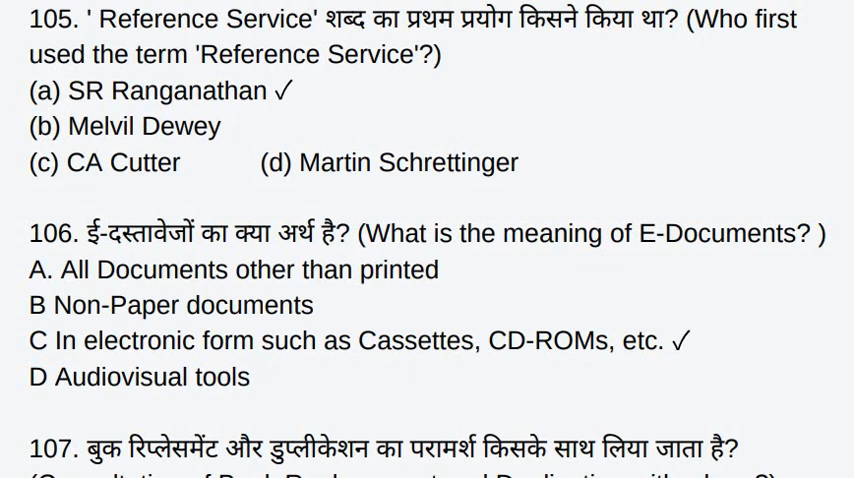 105. ' Reference Service' शब्द का प्रथम प्रयोग किसने किया था? (Who first
used the term 'Reference Service'?)
(a) SR Ranganathan ✓
(b) Melvil Dewey
(c) CA Cutter (d) Martin Schrettinger
106. ई-दस्तावेजों का क्या अर्थ है? (What is the meaning of E-Documents? )
A. All Documents other than printed
B Non-Paper documents
C In electronic form such as Cassettes, CD-ROMs, etc. ✓
D Audiovisual tools
107. बुक रिप्लेसमेंट और डुप्लीकेशन का परामर्श किसके साथ लिया जाता है?